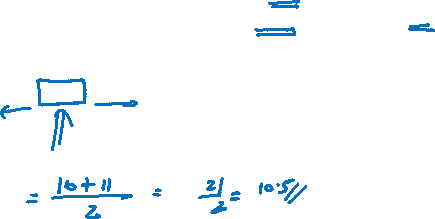 = 10+11/2 = 21/2 = 10.5//